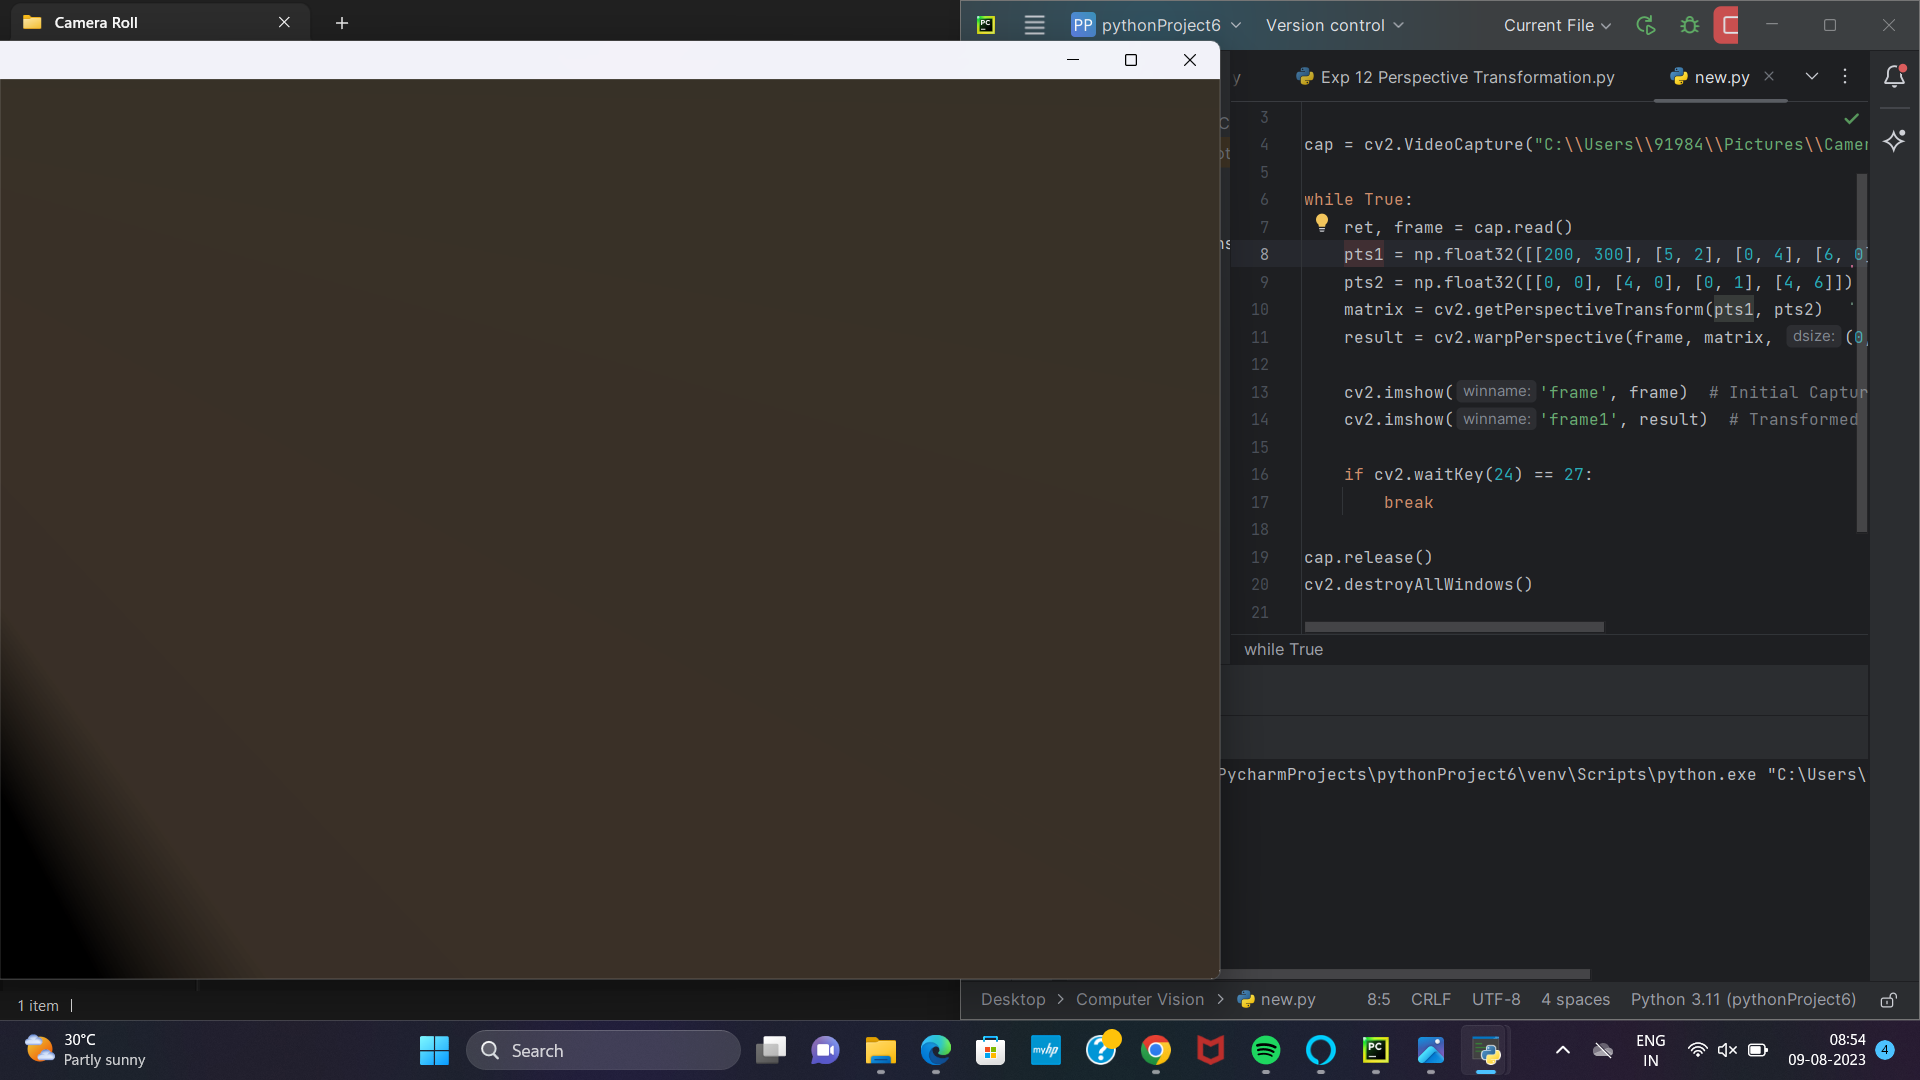 Camera Roll
PC
PP pythonProject6
Version control
Current File
y
Exp 12 Perspective Transformation.py
new.py
3
4 cap = cv2.VideoCapture("C:\\Users\\91984\\Pictures\\Camer
5
6 while True:
7 ret, frame = cap.read()
8 pts1 = np.float32([[200, 300], [5, 2], [0, 4], [6, 0]
9 pts2 = np.float32([[0, 0], [4, 0], [0, 1], [4, 6]])
10 matrix = cv2.getPerspectiveTransform(pts1, pts2)
11 result = cv2.warpPerspective(frame, matrix, dsize: (0,
12
13 cv2.imshow( winname: 'frame', frame) # Initial Captur
14 cv2.imshow( winname: 'frame1', result) # Transformed
15
16 if cv2.waitKey(24) == 27:
17 break
18
19 cap.release()
20 cv2.destroyAllWindows()
21
while True
PycharmProjects\pythonProject6\venv\Scripts\python.exe "C:\Users\
1 item
Desktop > Computer Vision > new.py
8:5 CRLF UTF-8 4 spaces Python 3.11 (pythonProject6)
30°C
Partly sunny
Search
myhp
PC
ENG
IN
08:54
09-08-2023
4